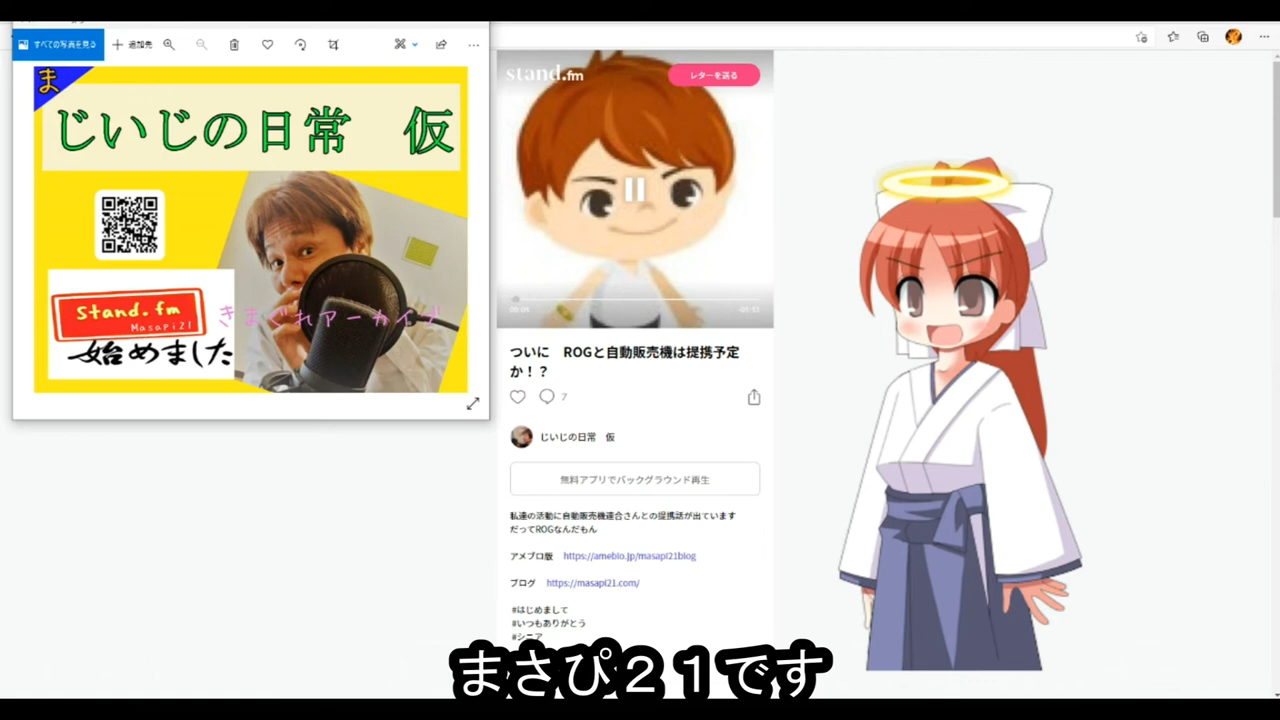 すべての写真を見る
追加先
ま
じいじの日常　仮
Stand.fm
Masapi21
始めました
きまぐれアーカイブ
stand.fm
レターを送る
ついに　ROGと自動販売機は提携予定
か！？
7
じいじの日常　仮
無料アプリでバックグラウンド再生
私達の活動に自動販売機連合さんとの提携話が出ています
だってROGなんだもん
アメブロ版　https://ameblo.jp/masapi21blog
ブログ　https://masapi21.com/
#はじめまして
#いつもありがとう
#シニア
まさぴ２１です